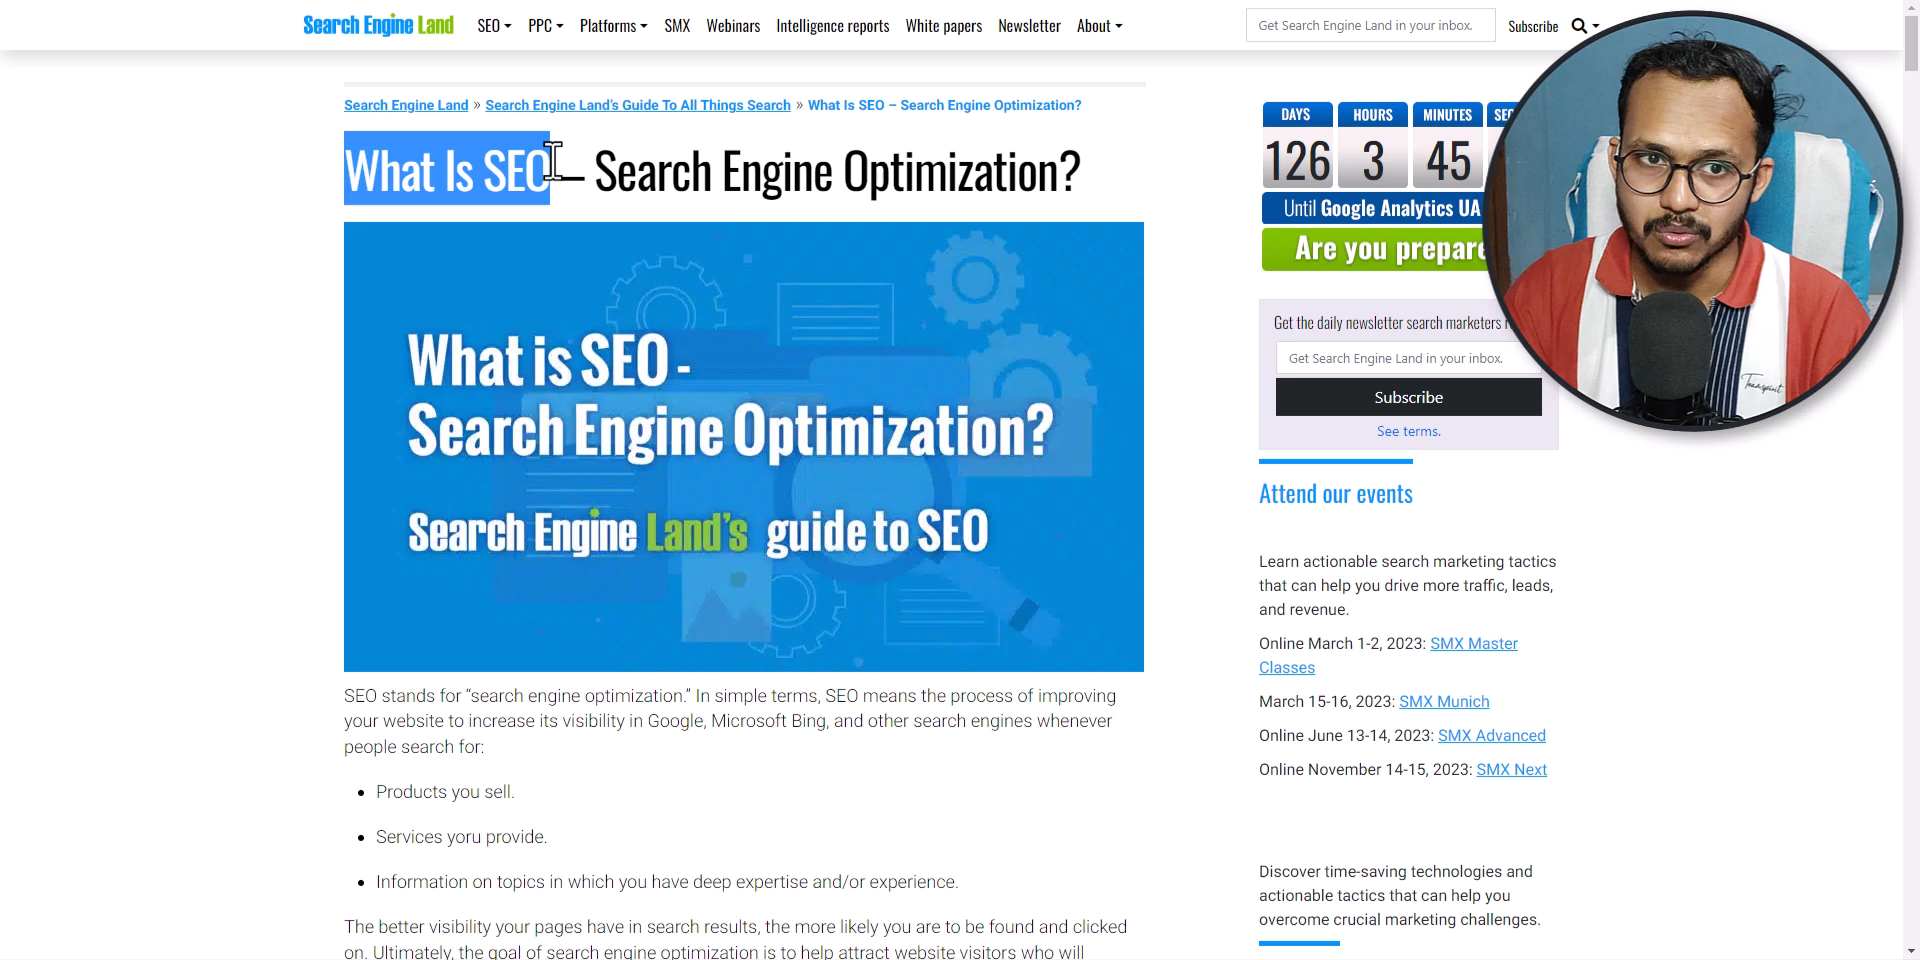 Search Engine Land SEO PPC Platforms SMX Webinars Intelligence reports White papers Newsletter About Get Search Engine Land in your inbox. Subscribe
Search Engine Land » Search Engine Land's Guide To All Things Search » What Is SEO – Search Engine Optimization?
What Is SEO – Search Engine Optimization?
What is SEO -
Search Engine Optimization?
Search Engine Land's guide to SEO
SEO stands for “search engine optimization.” In simple terms, SEO means the process of improving
your website to increase its visibility in Google, Microsoft Bing, and other search engines whenever
people search for:
Products you sell.
Services yoru provide.
Information on topics in which you have deep expertise and/or experience.
The better visibility your pages have in search results, the more likely you are to be found and clicked
on. Ultimately, the goal of search engine optimization is to help attract website visitors who will
DAYS HOURS MINUTES
126 3 45
Until Google Analytics UA
Are you
Get the daily newsletter search marketers
Get Search Engine Land in your inbox.
Subscribe
See terms.
Attend our events
Learn actionable search marketing tactics
that can help you drive more traffic, leads,
and revenue.
Online March 1-2, 2023: SMX Master
Classes
March 15-16, 2023: SMX Munich
Online June 13-14, 2023: SMX Advanced
Online November 14-15, 2023: SMX Next
Discover time-saving technologies and
actionable tactics that can help you
overcome crucial marketing challenges.